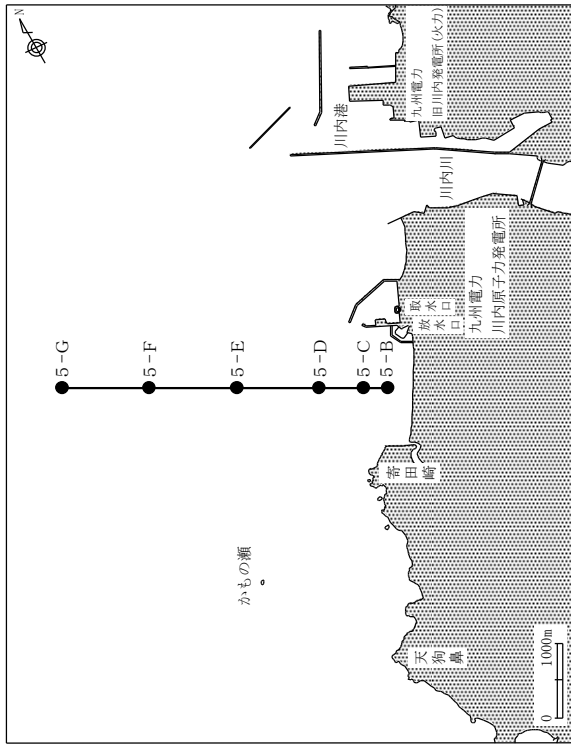 N
川内港
九州電力
旧川内発電所(火力)
川内川
取水口
放水口
九州電力
川内原子力発電所
5-G
5-F
5-E
5-D
5-C
5-B
寄田崎
かもの瀬
天狗鼻
0 1000m